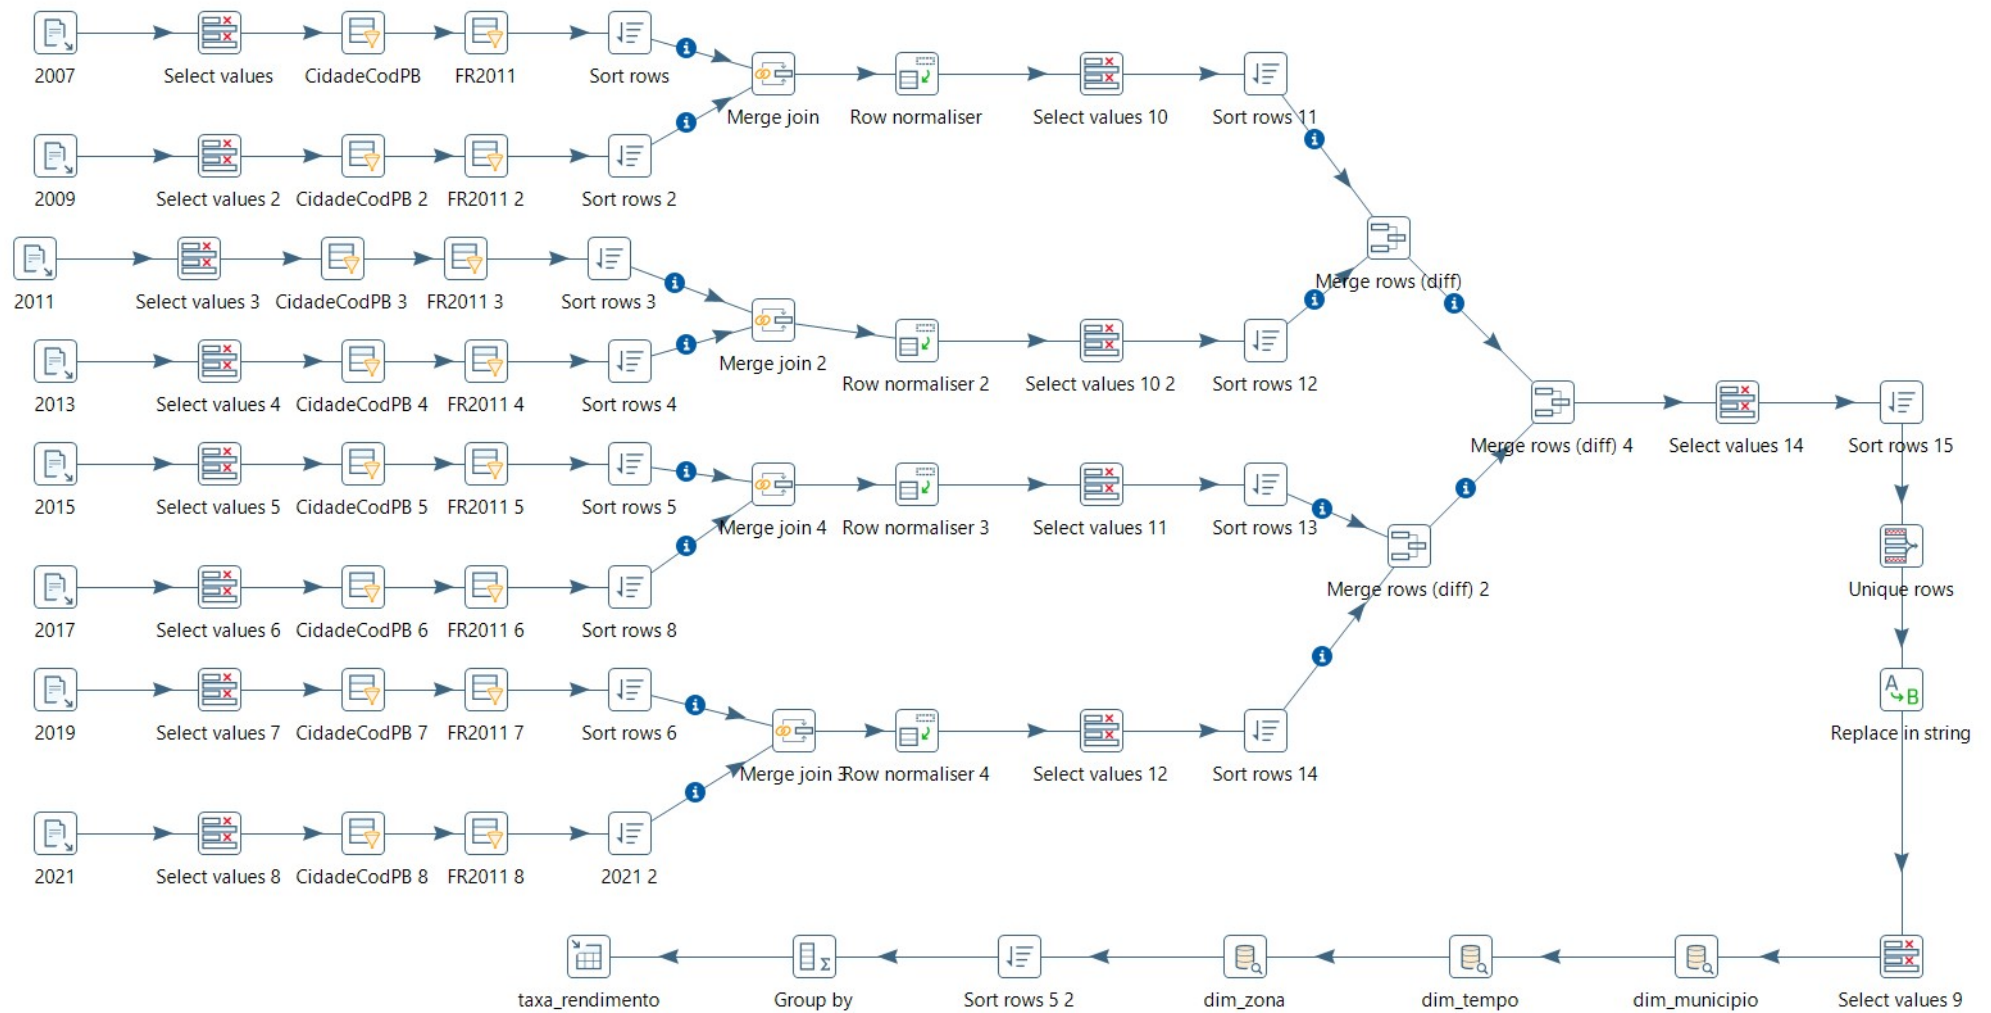 2007
Select values
CidadeCodPB
FR2011
Sort rows
Merge join
Row normaliser
Select values 10
Sort rows 11
2009
Select values 2
CidadeCodPB 2
FR2011 2
Sort rows 2
Merge rows (diff)
2011
Select values 3
CidadeCodPB 3
FR2011 3
Sort rows 3
Merge join 2
Row normaliser 2
Select values 10 2
Sort rows 12
2013
Select values 4
CidadeCodPB 4
FR2011 4
Sort rows 4
Merge rows (diff) 4
Select values 14
Sort rows 15
2015
Select values 5
CidadeCodPB 5
FR2011 5
Sort rows 5
Merge join 4
Row normaliser 3
Select values 11
Sort rows 13
Merge rows (diff) 2
Unique rows
2017
Select values 6
CidadeCodPB 6
FR2011 6
Sort rows 8
2019
Select values 7
CidadeCodPB 7
FR2011 7
Sort rows 6
Replace in string
Merge join 3
Row normaliser 4
Select values 12
Sort rows 14
2021
Select values 8
CidadeCodPB 8
FR2011 8
2021 2
taxa_rendimento
Group by
Sort rows 5 2
dim_zona
dim_tempo
dim_municipio
Select values 9